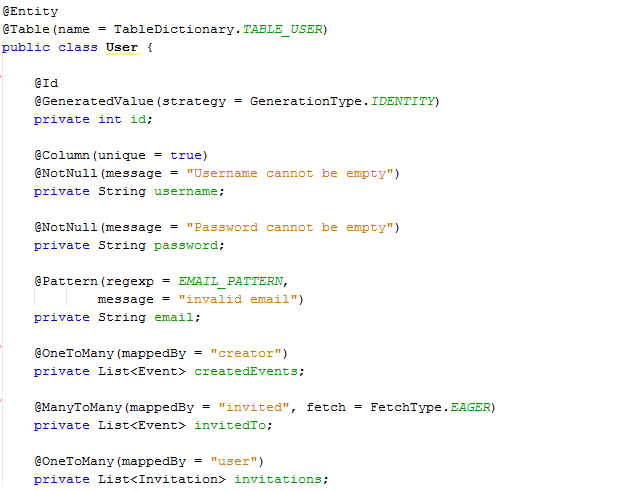 @Entity
@Table(name = TableDictionary.TABLE_USER)
public class User {
@Id
@GeneratedValue(strategy = GenerationType.IDENTITY)
private int id;
@Column(unique = true)
@NotNull(message = "Username cannot be empty")
private String username;
@NotNull(message = "Password cannot be empty")
private String password;
@Pattern(regexp = EMAIL_PATTERN,
message = "invalid email")
private String email;
@OneToMany(mappedBy = "creator")
private List<Event> createdEvents;
@ManyToMany(mappedBy = "invited", fetch = FetchType.EAGER)
private List<Event> invitedTo;
@OneToMany(mappedBy = "user")
private List<Invitation> invitations;